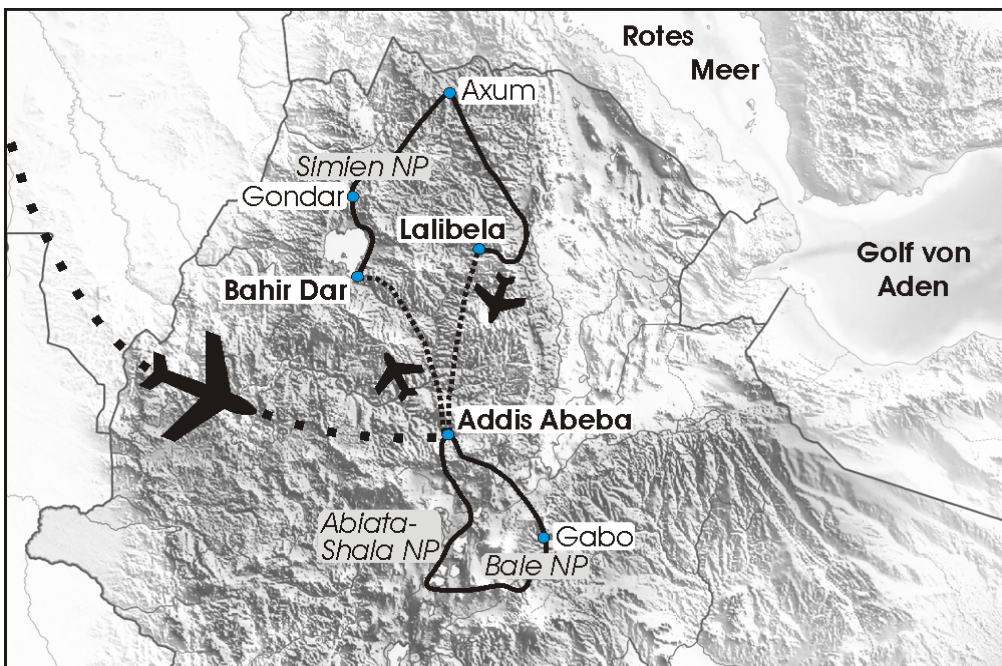 Rotes
Meer
Axum
Simien NP
Gondar
Lalibela
Golf von
Aden
Bahir Dar
Addis Abeba
Abiata-
Shala NP
Gabo
Bale NP